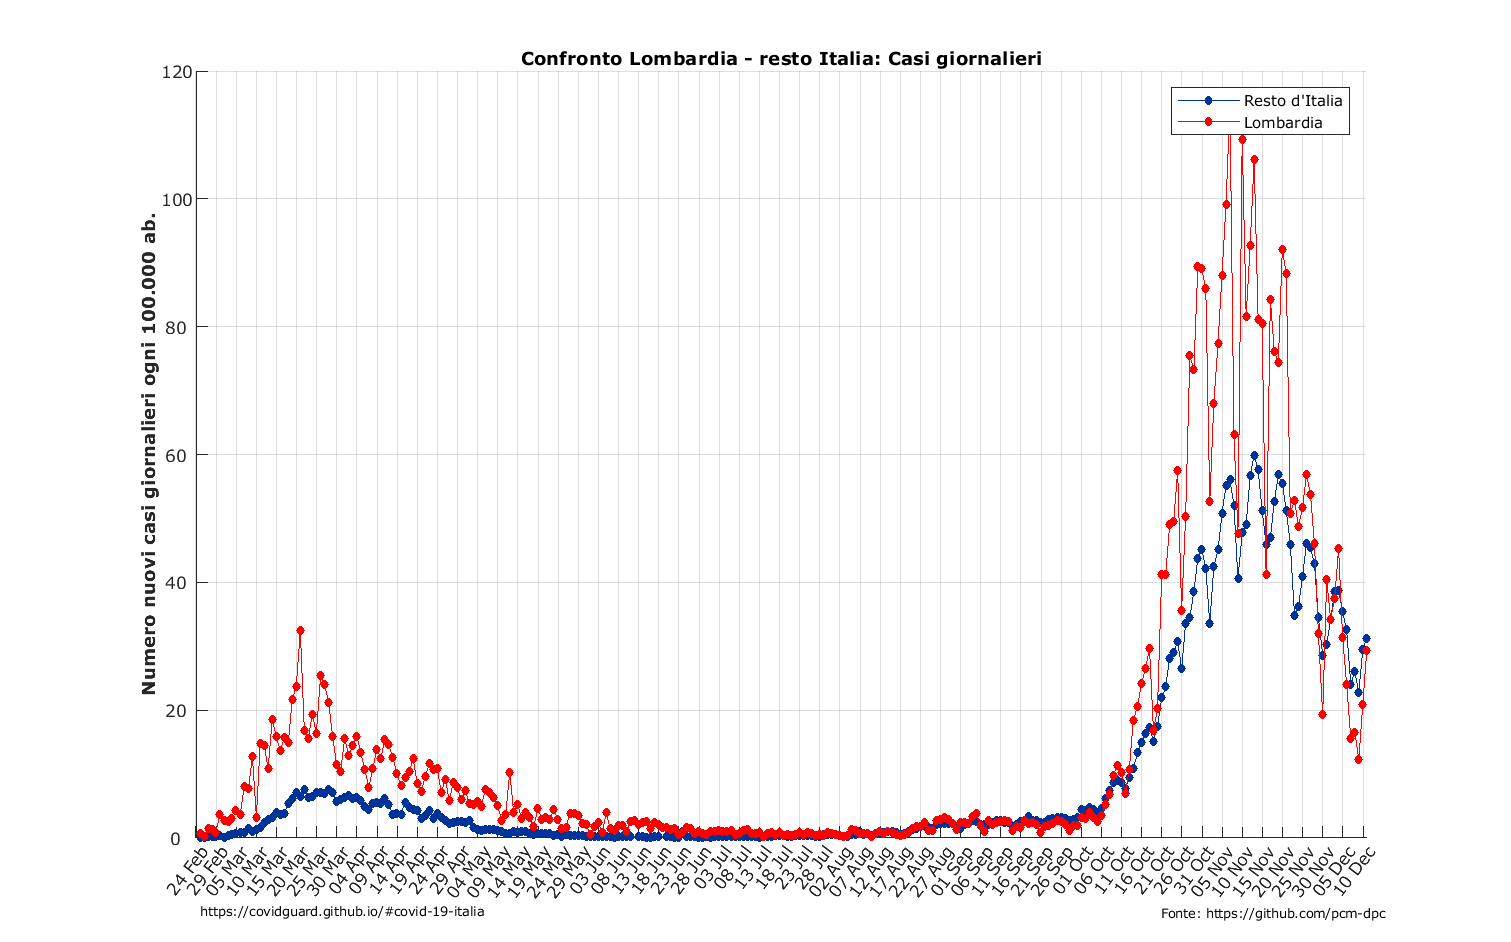 Confronto Lombardia - resto Italia: Casi giornalieri
Resto d'Italia
Lombardia
Numero nuovi casi giornalieri ogni 100.000 ab.
120
100
80
60
40
20
0
24 Feb
29 Feb
05 Mar
10 Mar
15 Mar
20 Mar
25 Mar
30 Mar
04 Apr
09 Apr
14 Apr
19 Apr
24 Apr
29 Apr
04 May
09 May
14 May
19 May
24 May
29 May
03 Jun
08 Jun
13 Jun
18 Jun
23 Jun
28 Jun
03 Jul
08 Jul
13 Jul
18 Jul
23 Jul
28 Jul
02 Aug
07 Aug
12 Aug
17 Aug
22 Aug
27 Aug
01 Sep
06 Sep
11 Sep
16 Sep
21 Sep
26 Sep
01 Oct
06 Oct
11 Oct
16 Oct
21 Oct
26 Oct
31 Oct
05 Nov
10 Nov
15 Nov
20 Nov
25 Nov
30 Nov
05 Dec
10 Dec
https://covidguard.github.io/#covid-19-italia
Fonte: https://github.com/pcm-dpc